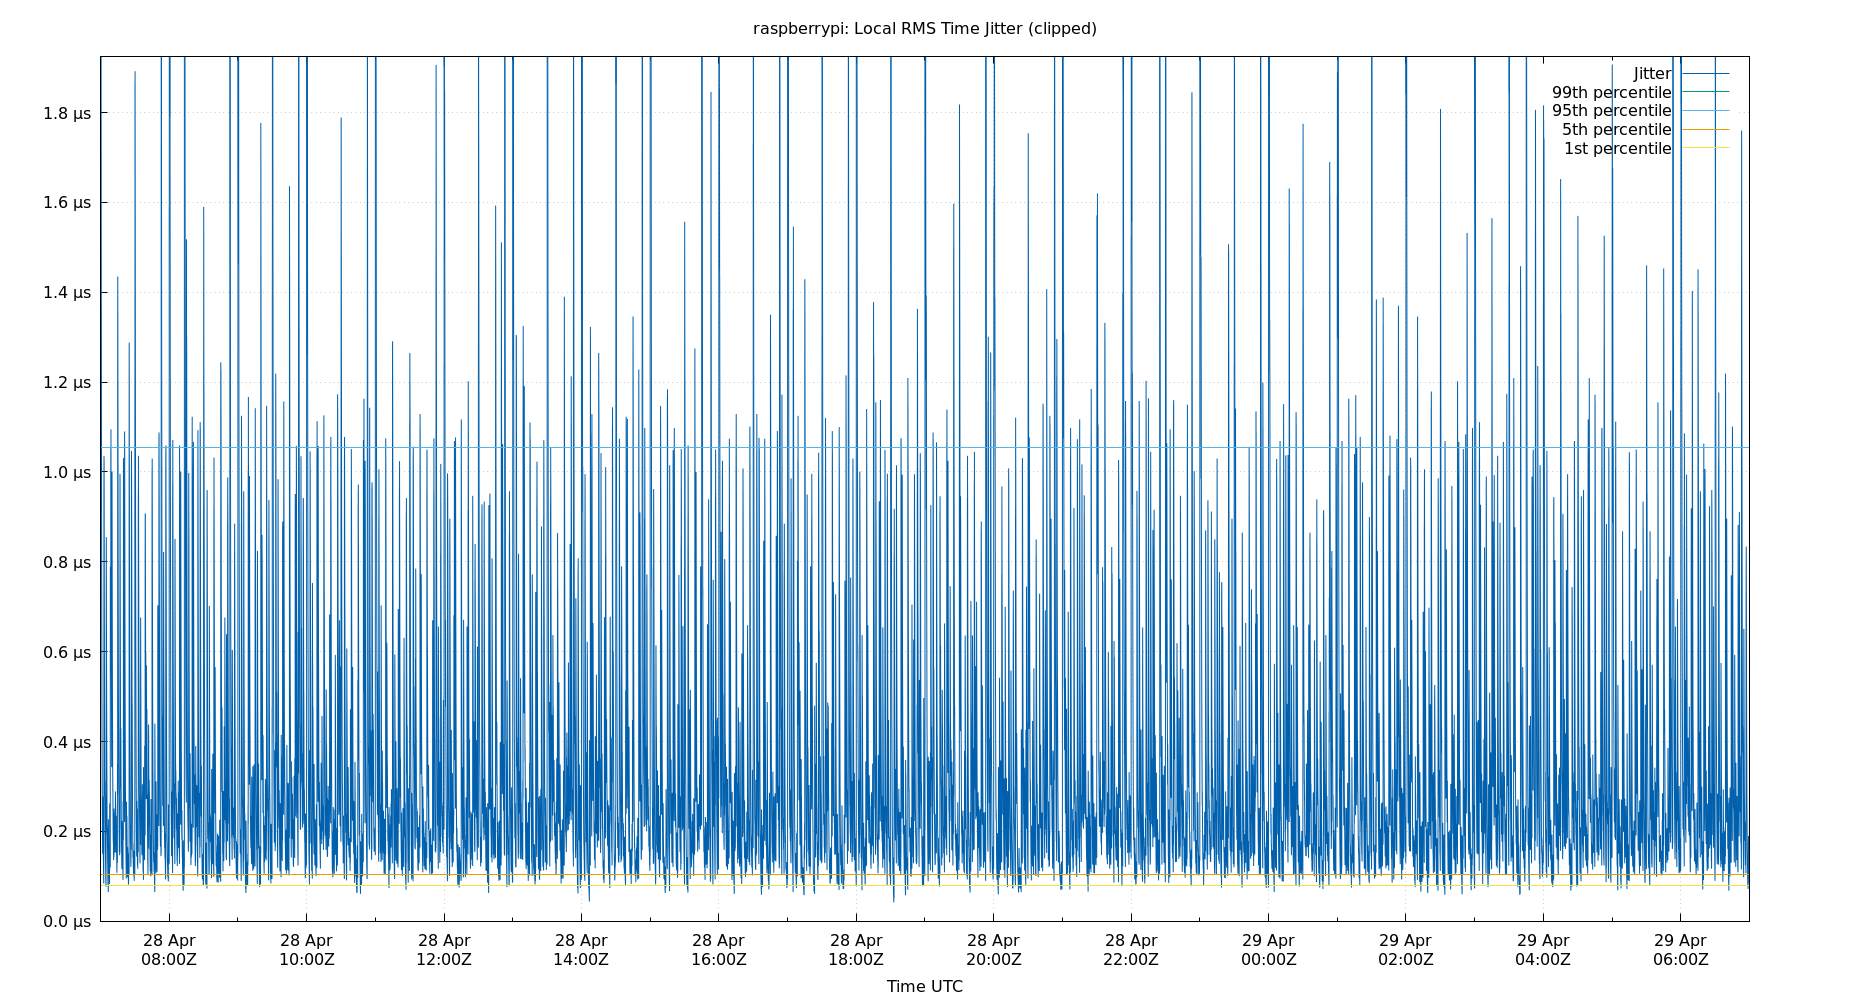 raspberrypi: Local RMS Time Jitter (clipped)
Jitter
99th percentile
95th percentile
5th percentile
1st percentile
1.8 µs
1.6 µs
1.4 µs
1.2 µs
1.0 µs
0.8 µs
0.6 µs
0.4 µs
0.2 µs
0.0 µs
28 Apr 28 Apr 28 Apr 28 Apr 28 Apr 28 Apr 28 Apr 28 Apr 29 Apr 29 Apr 29 Apr 29 Apr
08:00Z 10:00Z 12:00Z 14:00Z 16:00Z 18:00Z 20:00Z 22:00Z 00:00Z 02:00Z 04:00Z 06:00Z
Time UTC